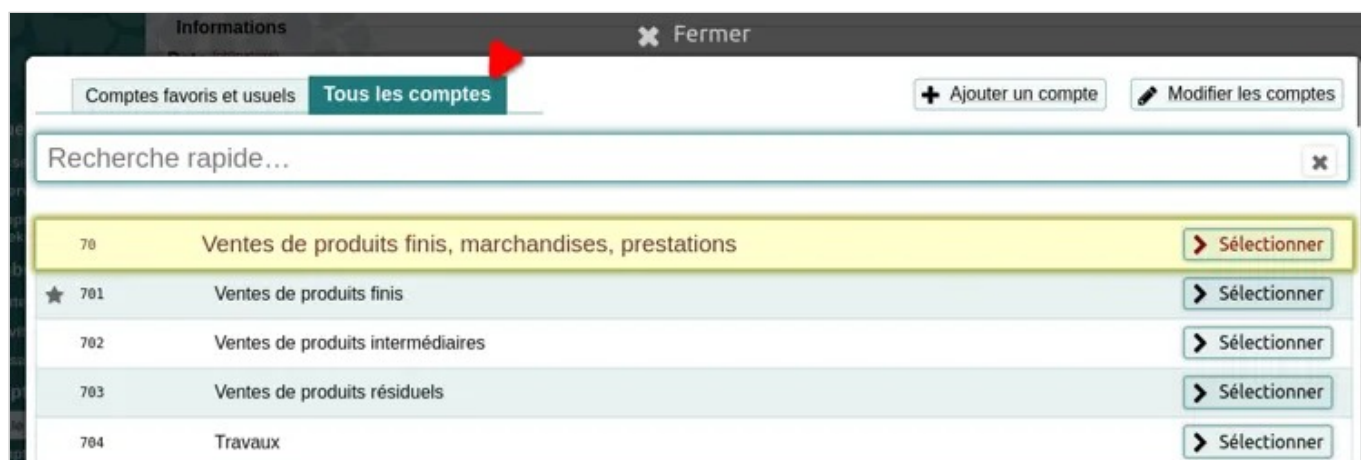 Informations
Fermer
Comptes favoris et usuels
Tous les comptes
Ajouter un compte
Modifier les comptes
Recherche rapide…
70 Ventes de produits finis, marchandises, prestations Sélectionner
701 Ventes de produits finis Sélectionner
702 Ventes de produits intermédiaires Sélectionner
703 Ventes de produits résiduels Sélectionner
704 Travaux Sélectionner